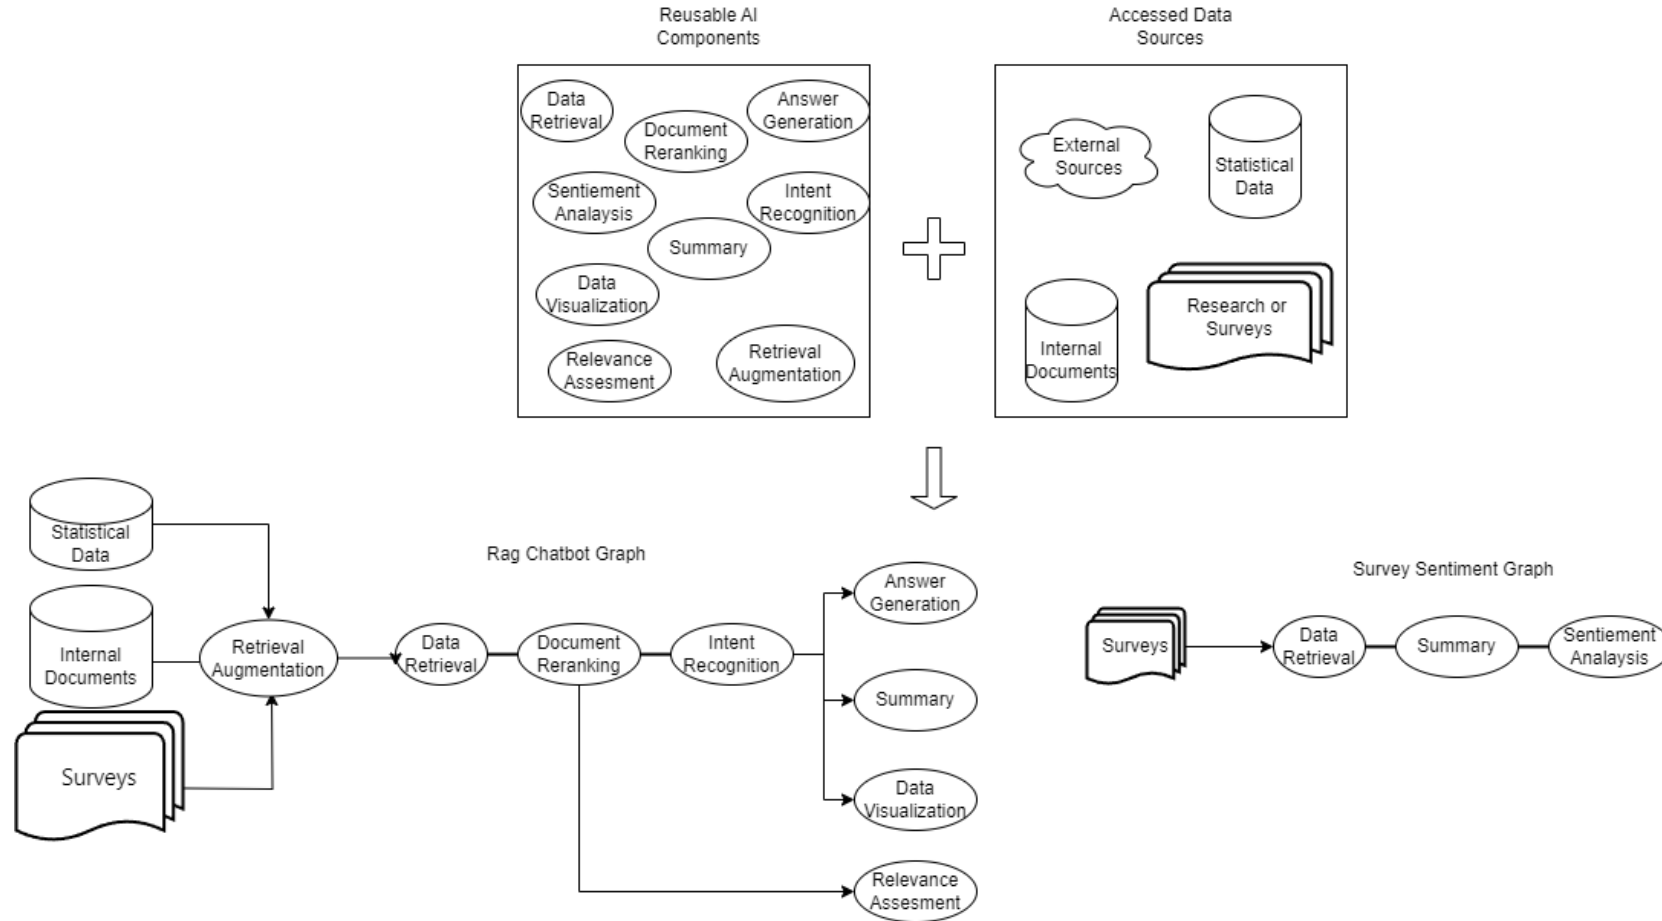 Reusable AI
Components
Accessed Data
Sources
Data
Retrieval
Document
Reranking
Answer
Generation
Sentiement
Analaysis
Intent
Recognition
Summary
Data
Visualization
Relevance
Assesment
Retrieval
Augmentation
External
Sources
Statistical
Data
Internal
Documents
Research or
Surveys
Rag Chatbot Graph
Statistical
Data
Internal
Documents
Surveys
Retrieval
Augmentation
Data
Retrieval
Document
Reranking
Intent
Recognition
Answer
Generation
Summary
Data
Visualization
Relevance
Assesment
Survey Sentiment Graph
Surveys
Data
Retrieval
Summary
Sentiement
Analaysis